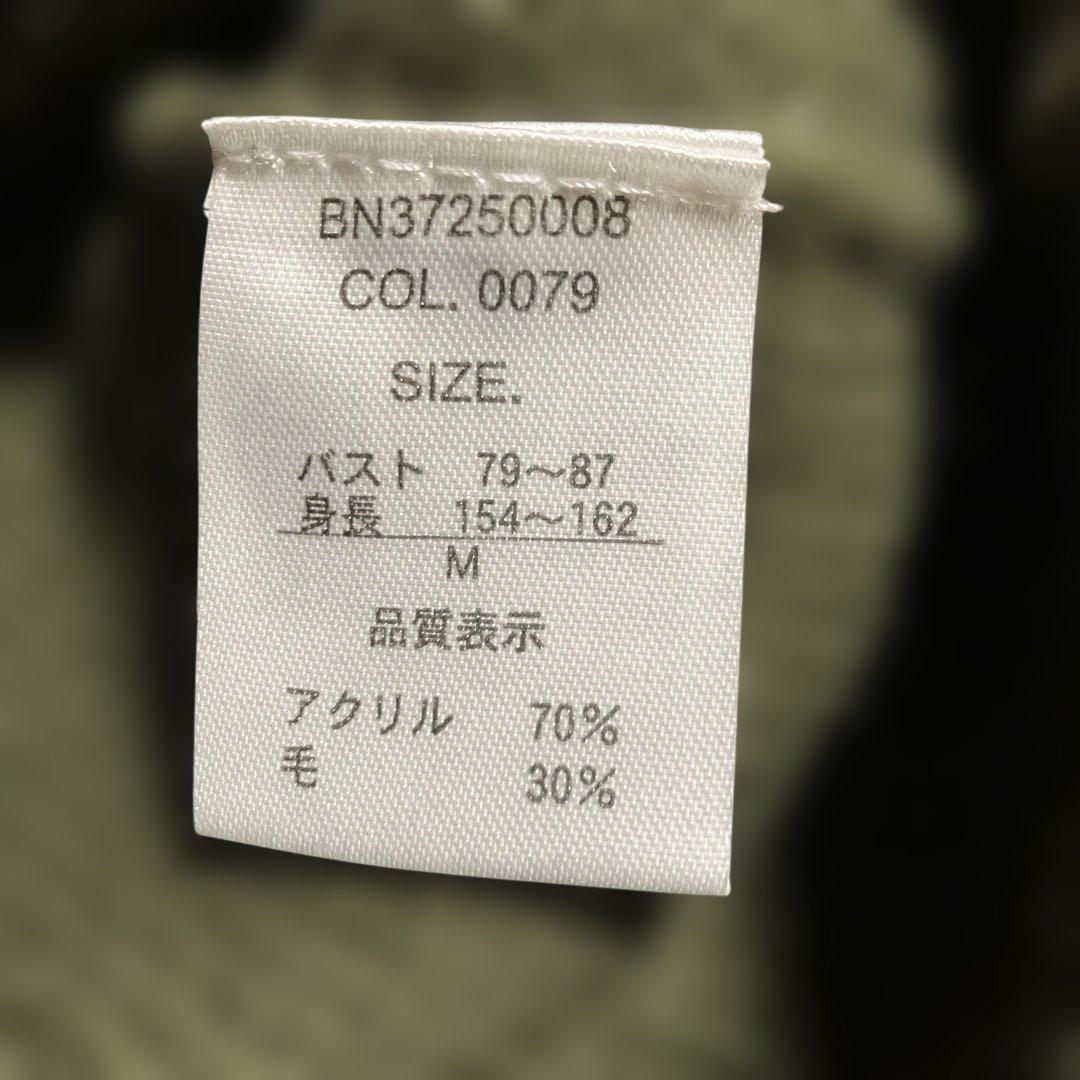 BN37250008
COL. 0079
SIZE.
バスト 79～87
身長 154～162
M
品質表示
アクリル 70%
毛 30%